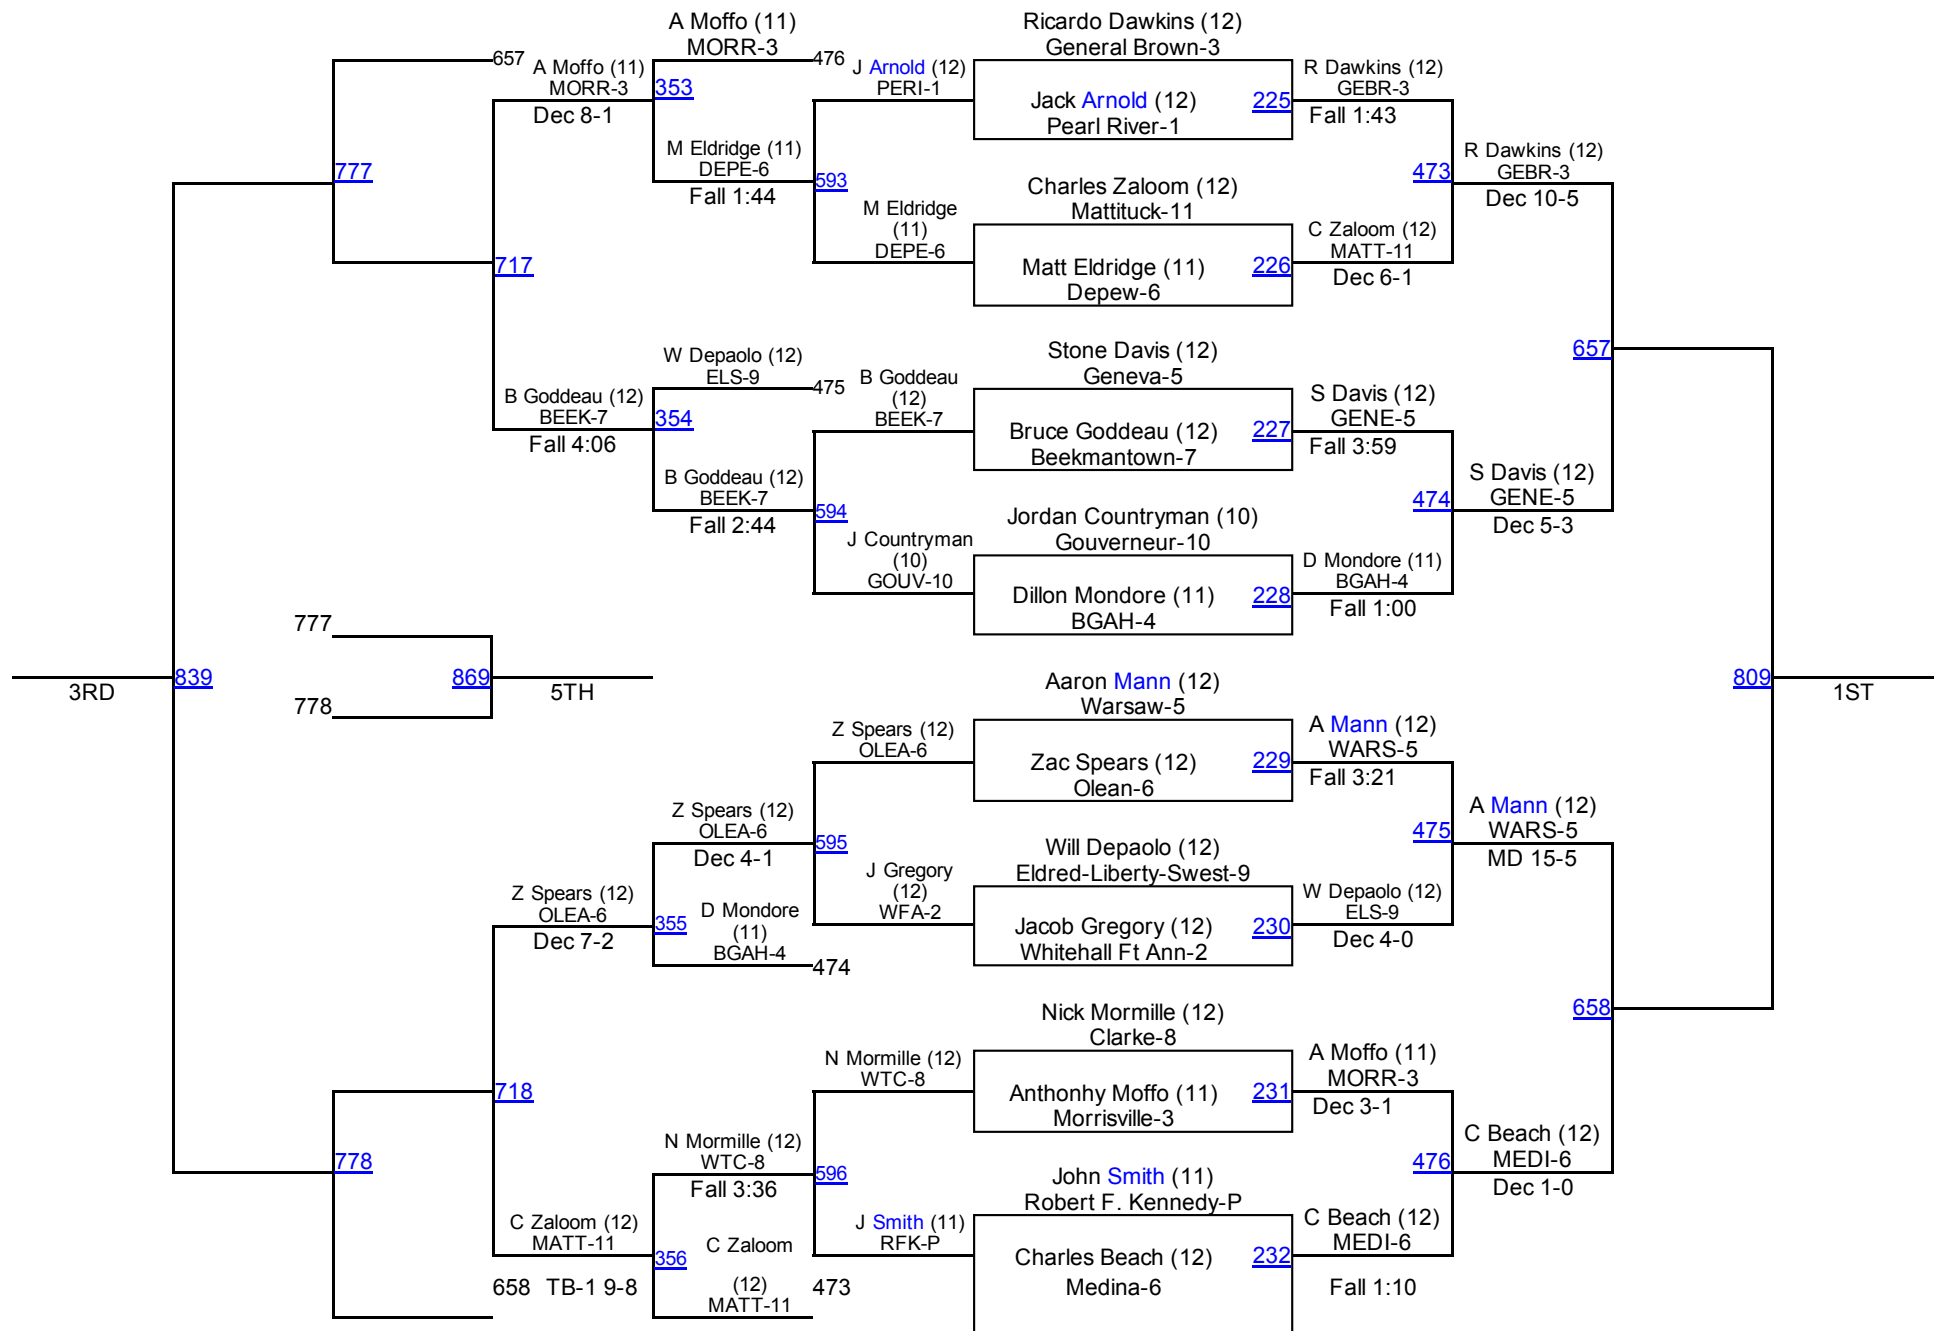 A Moffo (11)
MORR-3
Ricardo Dawkins (12)
General Brown-3
657
A Moffo (11)
MORR-3
Dec 8-1
353
476
J Arnold (12)
PERI-1
Jack Arnold (12)
Pearl River-1
225
R Dawkins (12)
GEBR-3
Fall 1:43
777
M Eldridge (11)
DEPE-6
Fall 1:44
593
Charles Zaloom (12)
Mattituck-11
473
R Dawkins (12)
GEBR-3
Dec 10-5
717
M Eldridge
(11)
DEPE-6
Matt Eldridge (11)
Depew-6
226
C Zaloom (12)
MATT-11
Dec 6-1
W Depaolo (12)
ELS-9
475
Stone Davis (12)
Geneva-5
657
B Goddeau (12)
BEEK-7
Fall 4:06
354
B Goddeau
(12)
BEEK-7
Bruce Goddeau (12)
Beekmantown-7
227
S Davis (12)
GENE-5
Fall 3:59
B Goddeau (12)
BEEK-7
Fall 2:44
594
Jordan Countryman (10)
Gouverneur-10
474
S Davis (12)
GENE-5
Dec 5-3
J Countryman
(10)
GOUV-10
Dillon Mondore (11)
BGAH-4
228
D Mondore (11)
BGAH-4
Fall 1:00
777
3RD
839
869
5TH
778
Aaron Mann (12)
Warsaw-5
809
1ST
Z Spears (12)
OLEA-6
Zac Spears (12)
Olean-6
229
A Mann (12)
WARS-5
Fall 3:21
Z Spears (12)
OLEA-6
Dec 4-1
595
Will Depaolo (12)
Eldred-Liberty-Swest-9
475
A Mann (12)
WARS-5
MD 15-5
Z Spears (12)
OLEA-6
Dec 7-2
355
D Mondore
(11)
BGAH-4
474
J Gregory
(12)
WFA-2
Jacob Gregory (12)
Whitehall Ft Ann-2
230
W Depaolo (12)
ELS-9
Dec 4-0
Nick Mormille (12)
Clarke-8
658
718
N Mormille (12)
WTC-8
Anthonhy Moffo (11)
Morrisville-3
231
A Moffo (11)
MORR-3
Dec 3-1
778
N Mormille (12)
WTC-8
Fall 3:36
596
John Smith (11)
Robert F. Kennedy-P
476
C Beach (12)
MEDI-6
Dec 1-0
C Zaloom (12)
MATT-11
658 TB-1 9-8
356
C Zaloom
(12)
MATT-11
473
J Smith (11)
RFK-P
Charles Beach (12)
Medina-6
232
C Beach (12)
MEDI-6
Fall 1:10